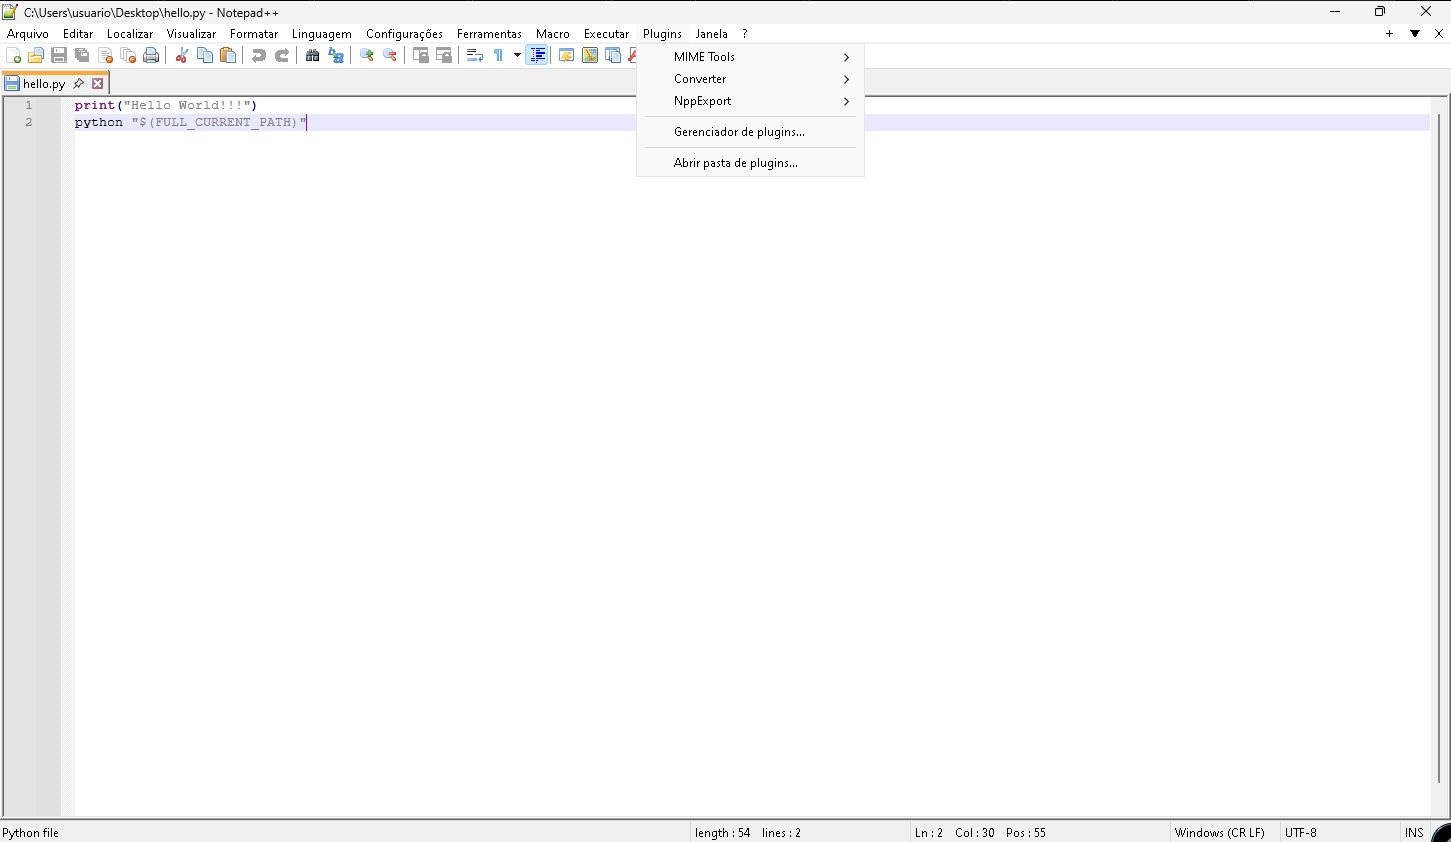 C:\Users\usuario\Desktop\hello.py - Notepad++
Arquivo Editar Localizar Visualizar Formatar Linguagem Configurações Ferramentas Macro Executar Plugins Janela ?
hello.py
MIME Tools
Converter
NppExport
Gerenciador de plugins...
Abrir pasta de plugins...
1 print("Hello World!!!")
2 python "$(FULL_CURRENT_PATH)"
Python file length : 54 lines : 2 Ln : 2 Col : 30 Pos : 55 Windows (CR LF) UTF-8 INS